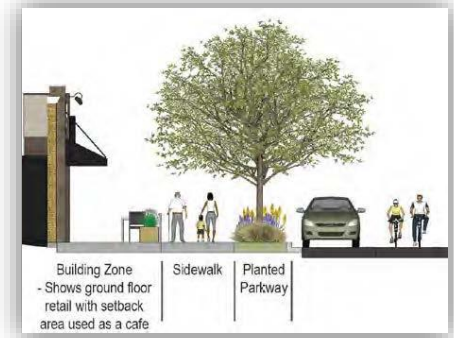 Building Zone
- Shows ground floor
retail with setback
area used as a cafe
Sidewalk
Planted
Parkway